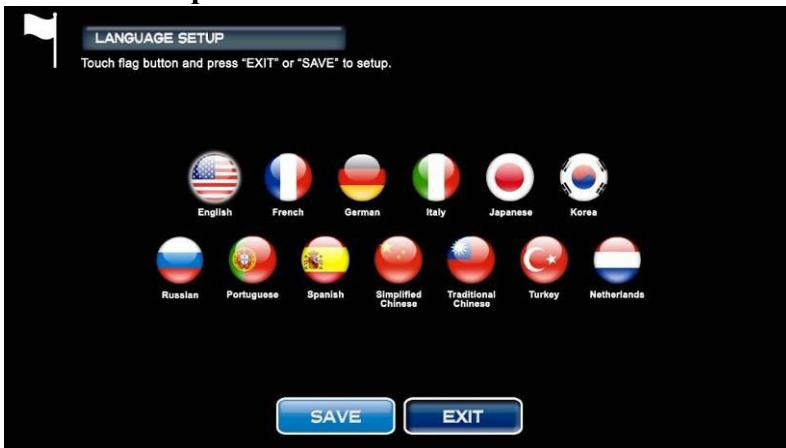 LANGUAGE SETUP
Touch flag button and press “EXIT” or “SAVE” to setup.
English French German Italy Japanese Korea
Russian Portuguese Spanish Simplified Chinese Traditional Chinese Turkey Netherlands
SAVE EXIT